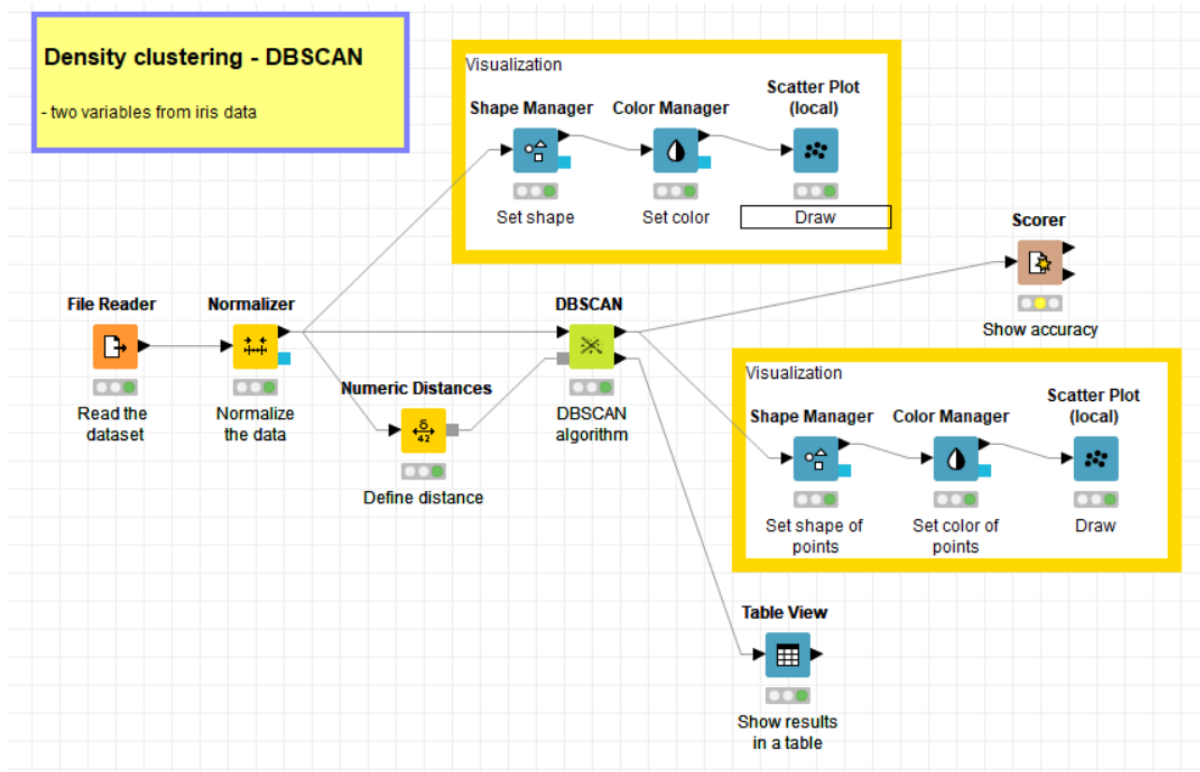 Density clustering - DBSCAN
- two variables from iris data
Visualization
Shape Manager
Color Manager
Scatter Plot
(local)
Set shape
Set color
Draw
Scorer
Show accuracy
File Reader
Read the
dataset
Normalizer
Normalize
the data
Numeric Distances
δ
42
Define distance
DBSCAN
DBSCAN
algorithm
Visualization
Shape Manager
Color Manager
Scatter Plot
(local)
Set shape of
points
Set color of
points
Draw
Table View
Show results
in a table